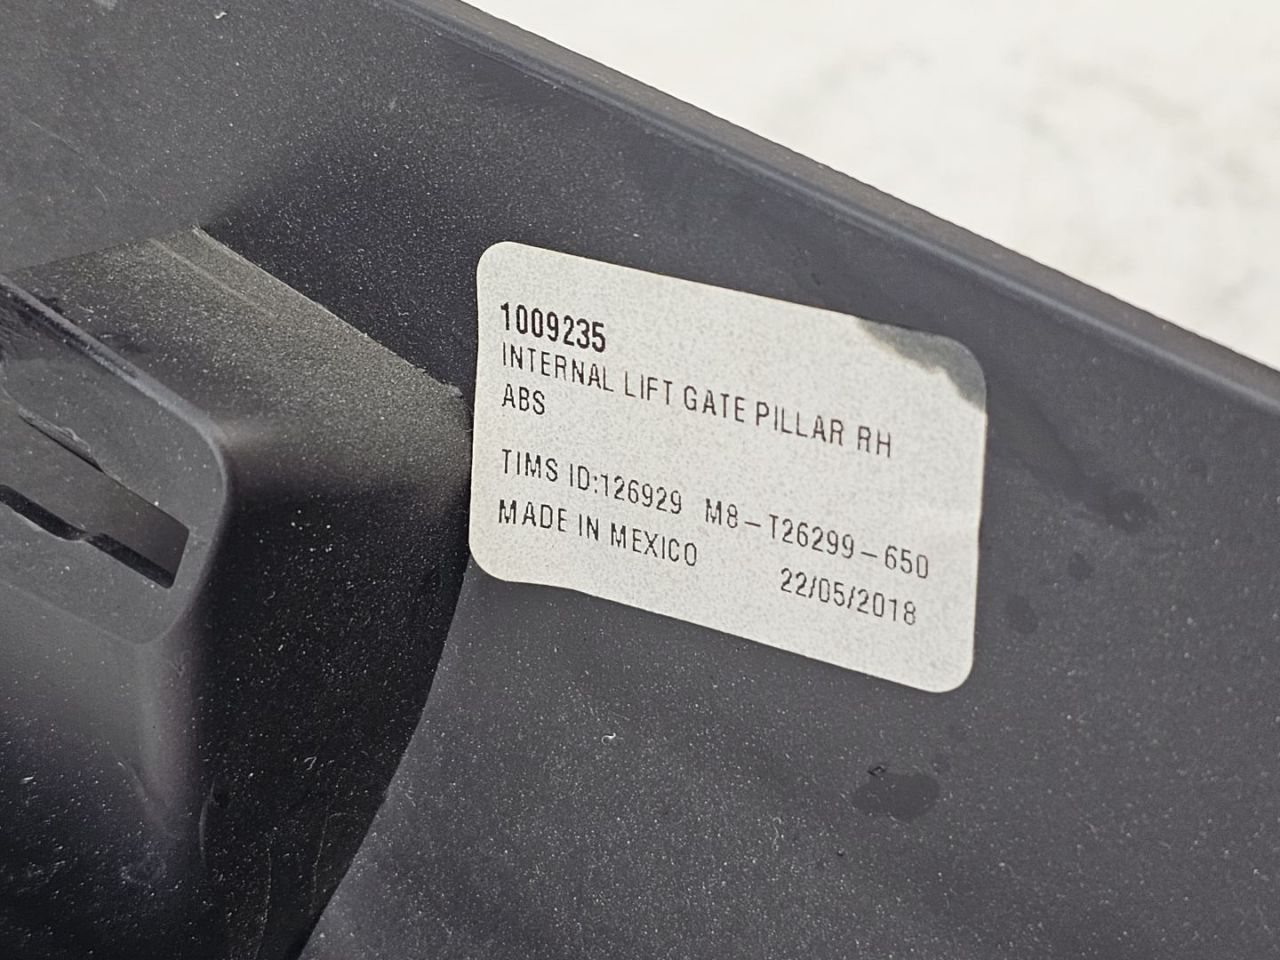 1009235
INTERNAL LIFT GATE PILLAR RH
ABS
TIMS ID:126929 M8-T26299-650
MADE IN MEXICO 22/05/2018